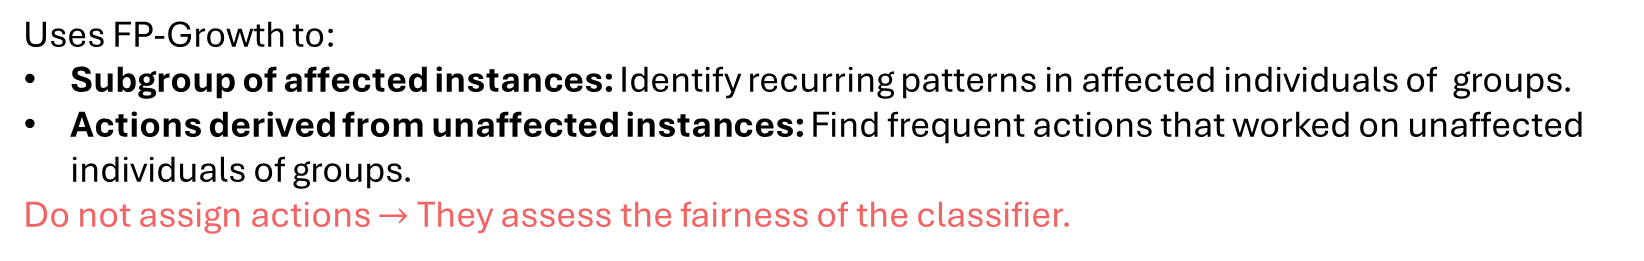 Uses FP-Growth to:
• Subgroup of affected instances: Identify recurring patterns in affected individuals of groups.
• Actions derived from unaffected instances: Find frequent actions that worked on unaffected
individuals of groups.
Do not assign actions → They assess the fairness of the classifier.